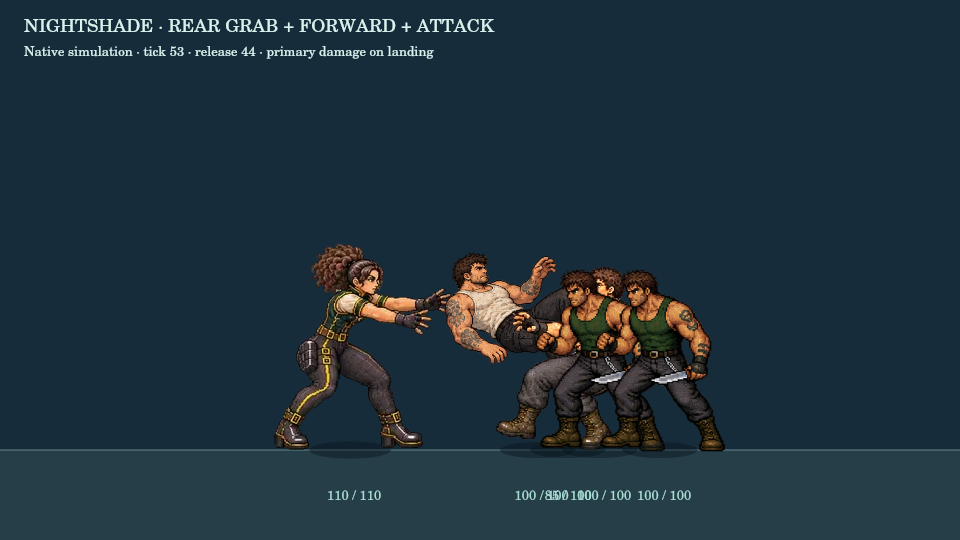 NIGHTSHADE · REAR GRAB + FORWARD + ATTACK
Native simulation · tick 53 · release 44 · primary damage on landing
110 / 110 100 / 100 / 100 100 / 100